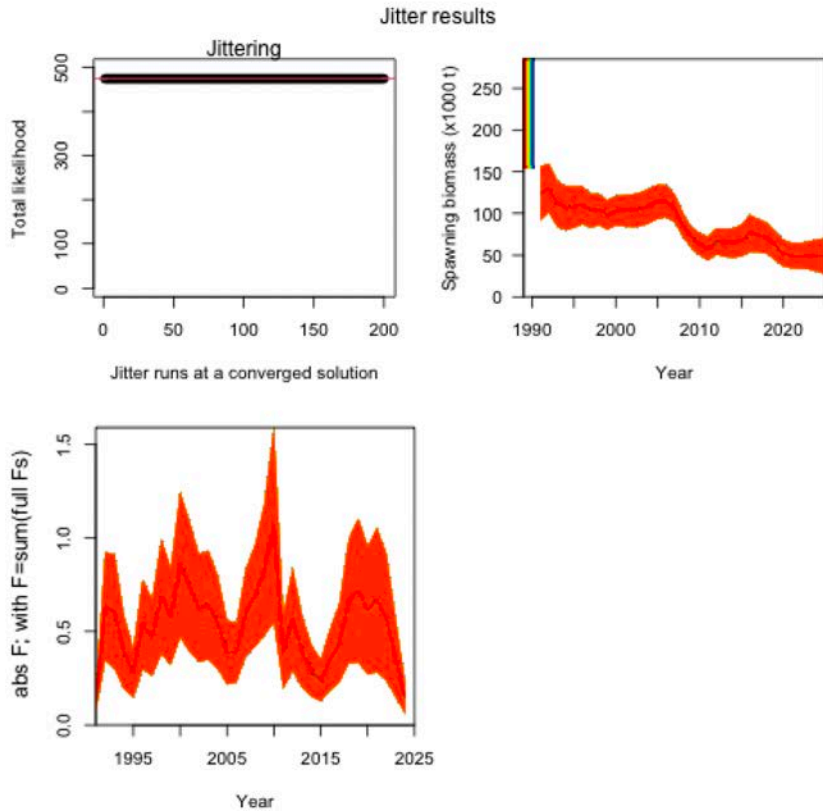 Jitter results
Jittering
Total likelihood
500
300
100
0
0 50 100 150 200
Jitter runs at a converged solution
Spawning biomass (x1000 t)
250
200
150
100
50
0
1990 2000 2010 2020
Year
abs F; with F=sum(full Fs)
1.5
1.0
0.5
0.0
1995 2005 2015 2025
Year